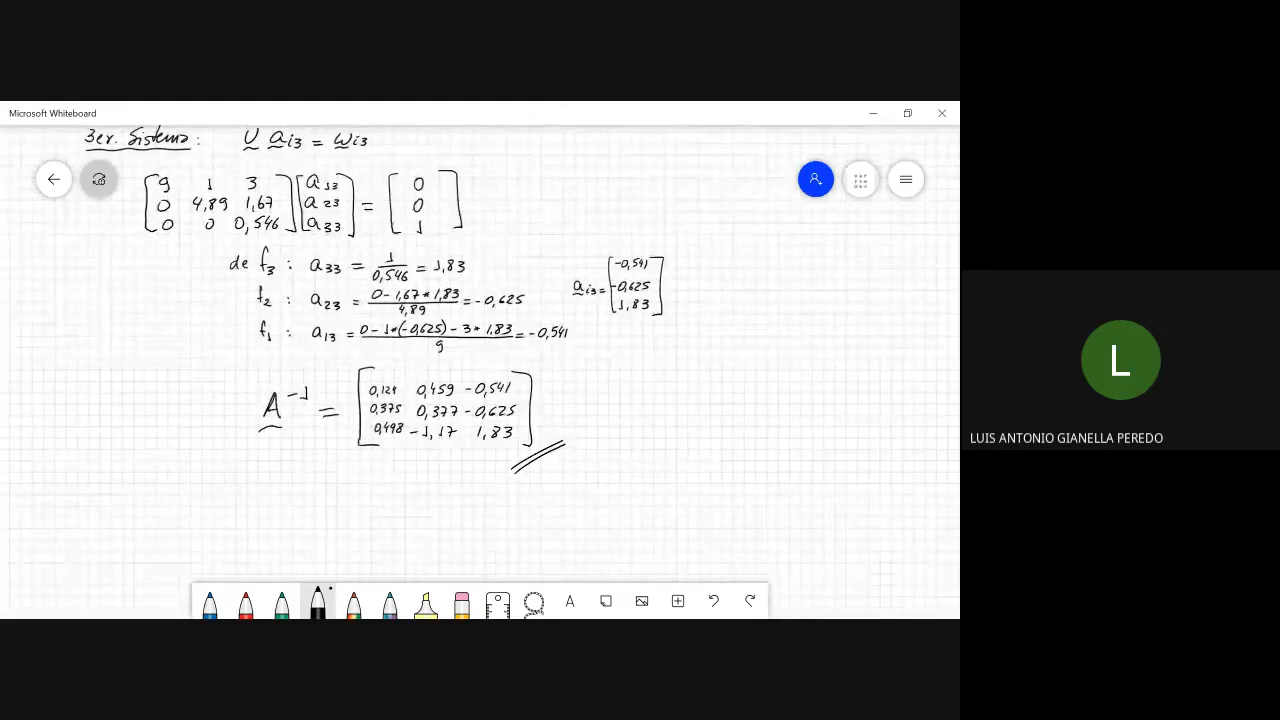 Microsoft Whiteboard
3er. Sistema: U ai3 = wi3
[9 1 3] [a13] = [0]
[0 4,89 1,67] [a23] [0]
[0 0 0,546] [a33] [1]
de f3: a33 = 1/0,546 = 1,83
f2: a23 = (0-1,67*1,83)/4,89 = -0,625
f1: a13 = (0-1*(-0,625)-3*1,83)/9 = -0,541
ai3 = [-0,541
-0,625
1,83]
A^-1 =
[0,124 0,459 -0,541]
[0,375 0,377 -0,625]
[0,498 -1,17 1,83]
A
L
LUIS ANTONIO GIANELLA PEREDO